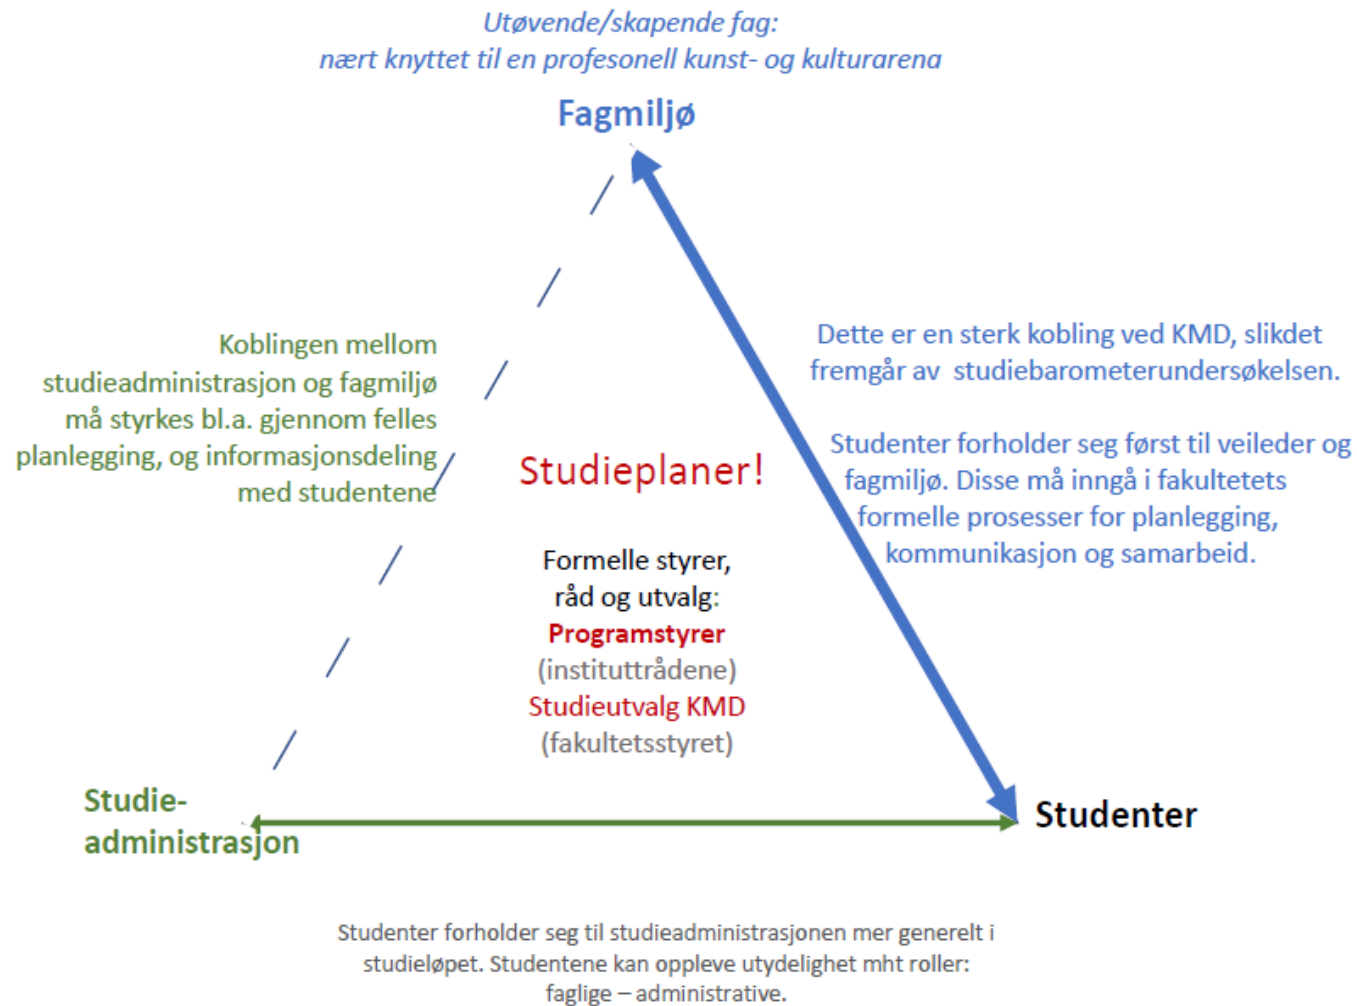 Utøvende/skapende fag:
nært knyttet til en profesonell kunst- og kulturarena
Fagmiljø
Koblingen mellom
studieadministrasjon og fagmiljø
må styrkes bl.a. gjennom felles
planlegging, og informasjonsdeling
med studentene
Dette er en sterk kobling ved KMD, slikdet
fremgår av studiebarometerundersøkelsen.
Studenter forholder seg først til veileder og
fagmiljø. Disse må inngå i fakultetets
formelle prosesser for planlegging,
kommunikasjon og samarbeid.
Studieplaner!
Formelle styrer,
råd og utvalg:
Programstyrer
(instituttrådene)
Studieutvalg KMD
(fakultetsstyret)
Studie-
administrasjon
Studenter
Studenter forholder seg til studieadministrasjonen mer generelt i
studieløpet. Studentene kan oppleve utydelighet mht roller:
faglige – administrative.